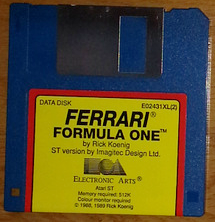 DATA DISK E02431XL(2)
FERRARI®
FORMULA ONE™
by Rick Koenig
ST version by Imagitec Design Ltd.
ELECTRONIC ARTS®
Atari ST
Memory required: 512K
Colour monitor required
© 1988, 1989 Rick Koenig